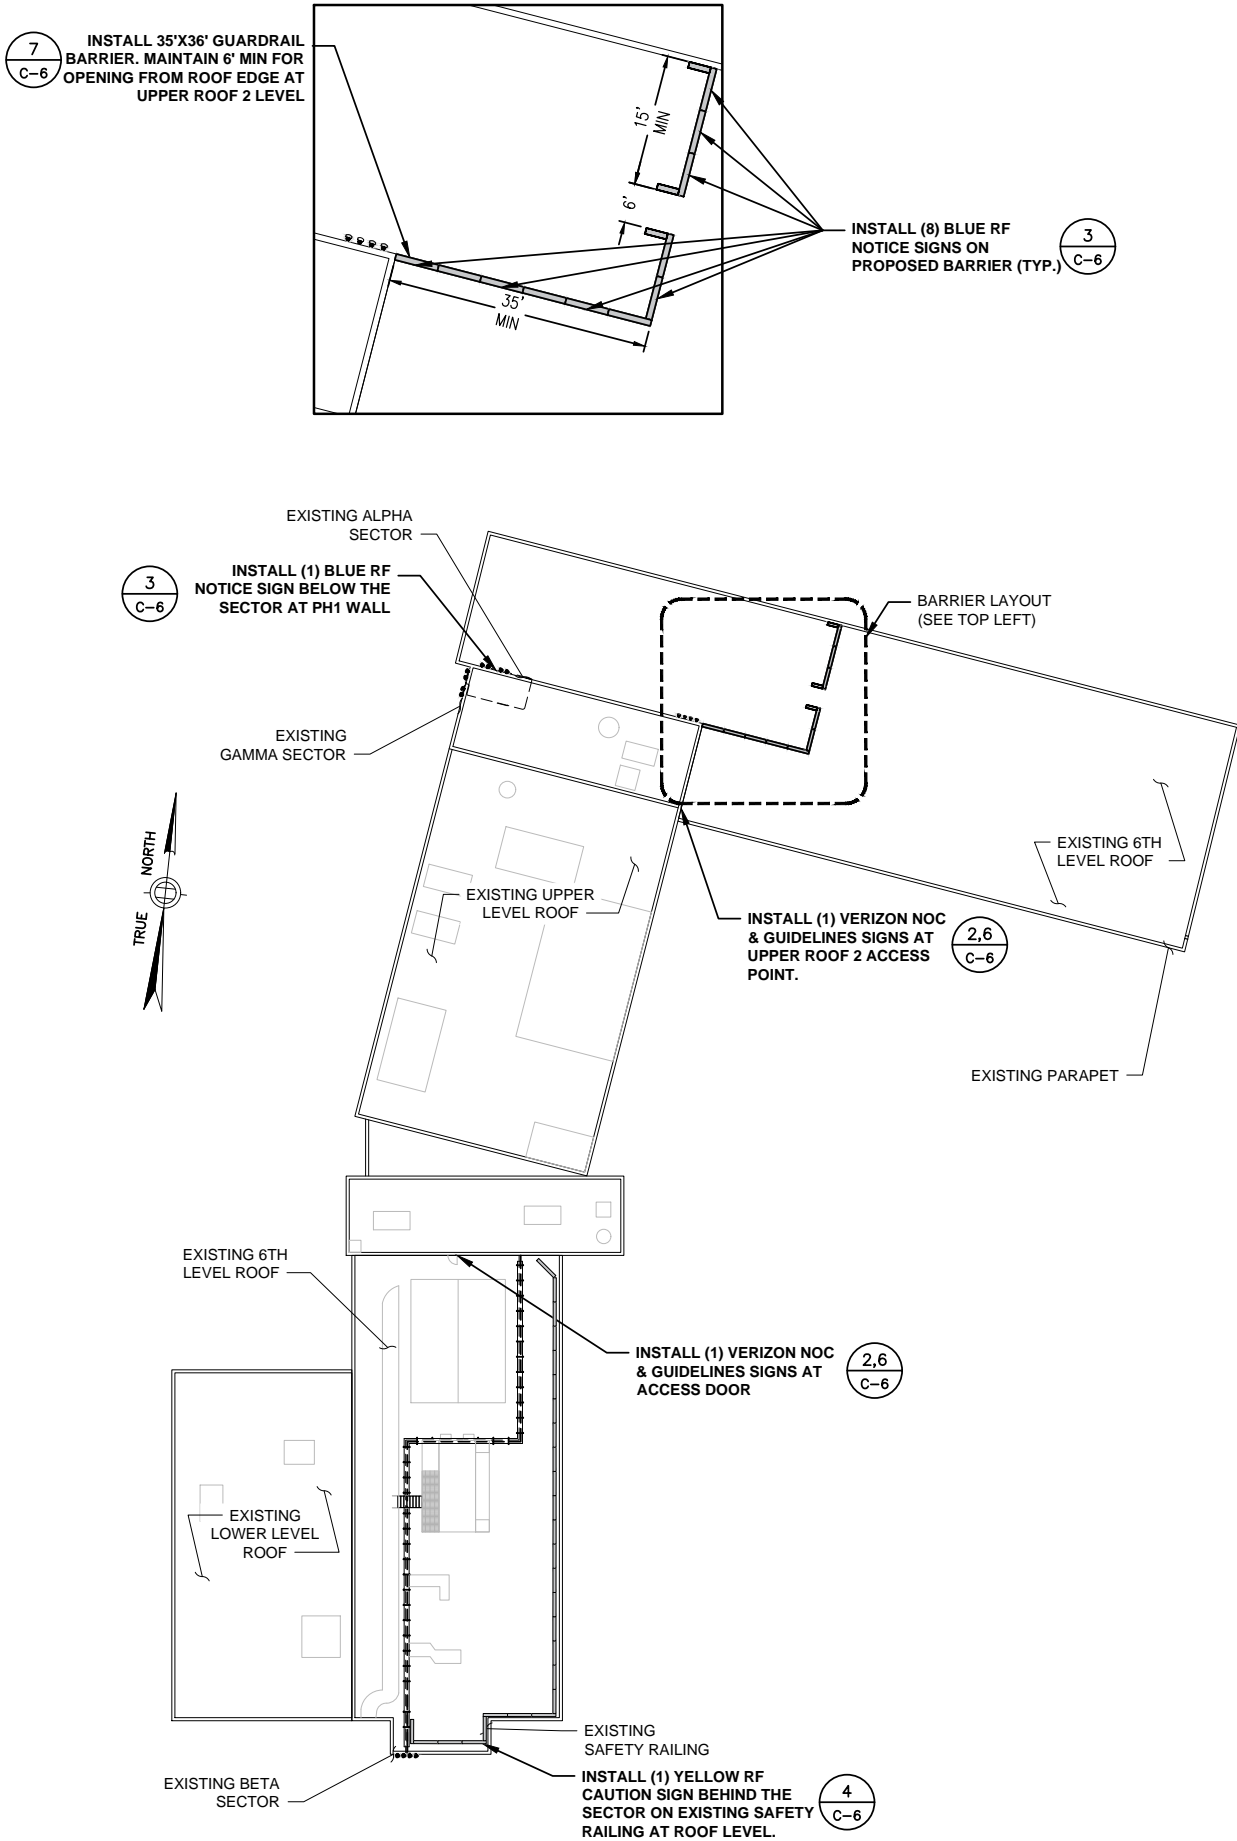 7
C-6
INSTALL 35'X36' GUARDRAIL
BARRIER. MAINTAIN 6' MIN FOR
OPENING FROM ROOF EDGE AT
UPPER ROOF 2 LEVEL
15'
MIN
6'
35'
MIN
INSTALL (8) BLUE RF
NOTICE SIGNS ON
PROPOSED BARRIER (TYP.)
3
C-6
EXISTING ALPHA
SECTOR
3
C-6
INSTALL (1) BLUE RF
NOTICE SIGN BELOW THE
SECTOR AT PH1 WALL
BARRIER LAYOUT
(SEE TOP LEFT)
EXISTING
GAMMA SECTOR
TRUE NORTH
EXISTING 6TH
LEVEL ROOF
EXISTING UPPER
LEVEL ROOF
INSTALL (1) VERIZON NOC
& GUIDELINES SIGNS AT
UPPER ROOF 2 ACCESS
POINT.
2,6
C-6
EXISTING PARAPET
EXISTING 6TH
LEVEL ROOF
INSTALL (1) VERIZON NOC
& GUIDELINES SIGNS AT
ACCESS DOOR
2,6
C-6
EXISTING
LOWER LEVEL
ROOF
EXISTING
SAFETY RAILING
EXISTING BETA
SECTOR
INSTALL (1) YELLOW RF
CAUTION SIGN BEHIND THE
SECTOR ON EXISTING SAFETY
RAILING AT ROOF LEVEL.
4
C-6